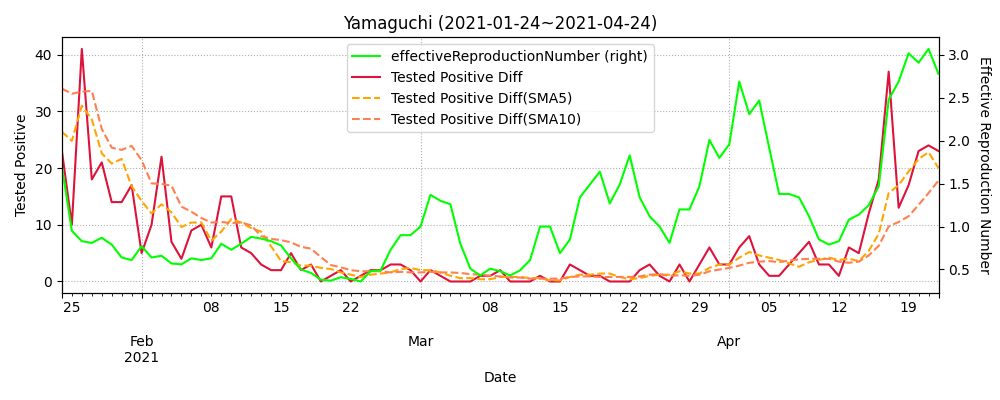 Yamaguchi (2021-01-24~2021-04-24)
effectiveReproductionNumber (right)
Tested Positive Diff
Tested Positive Diff(SMA5)
Tested Positive Diff(SMA10)
Tested Positive
40
30
20
10
0
3.0
2.5
2.0
1.5
1.0
0.5
Effective Reproduction Number
25 08 15 22 08 15 22 29 05 12 19
Feb Mar Apr
2021
Date